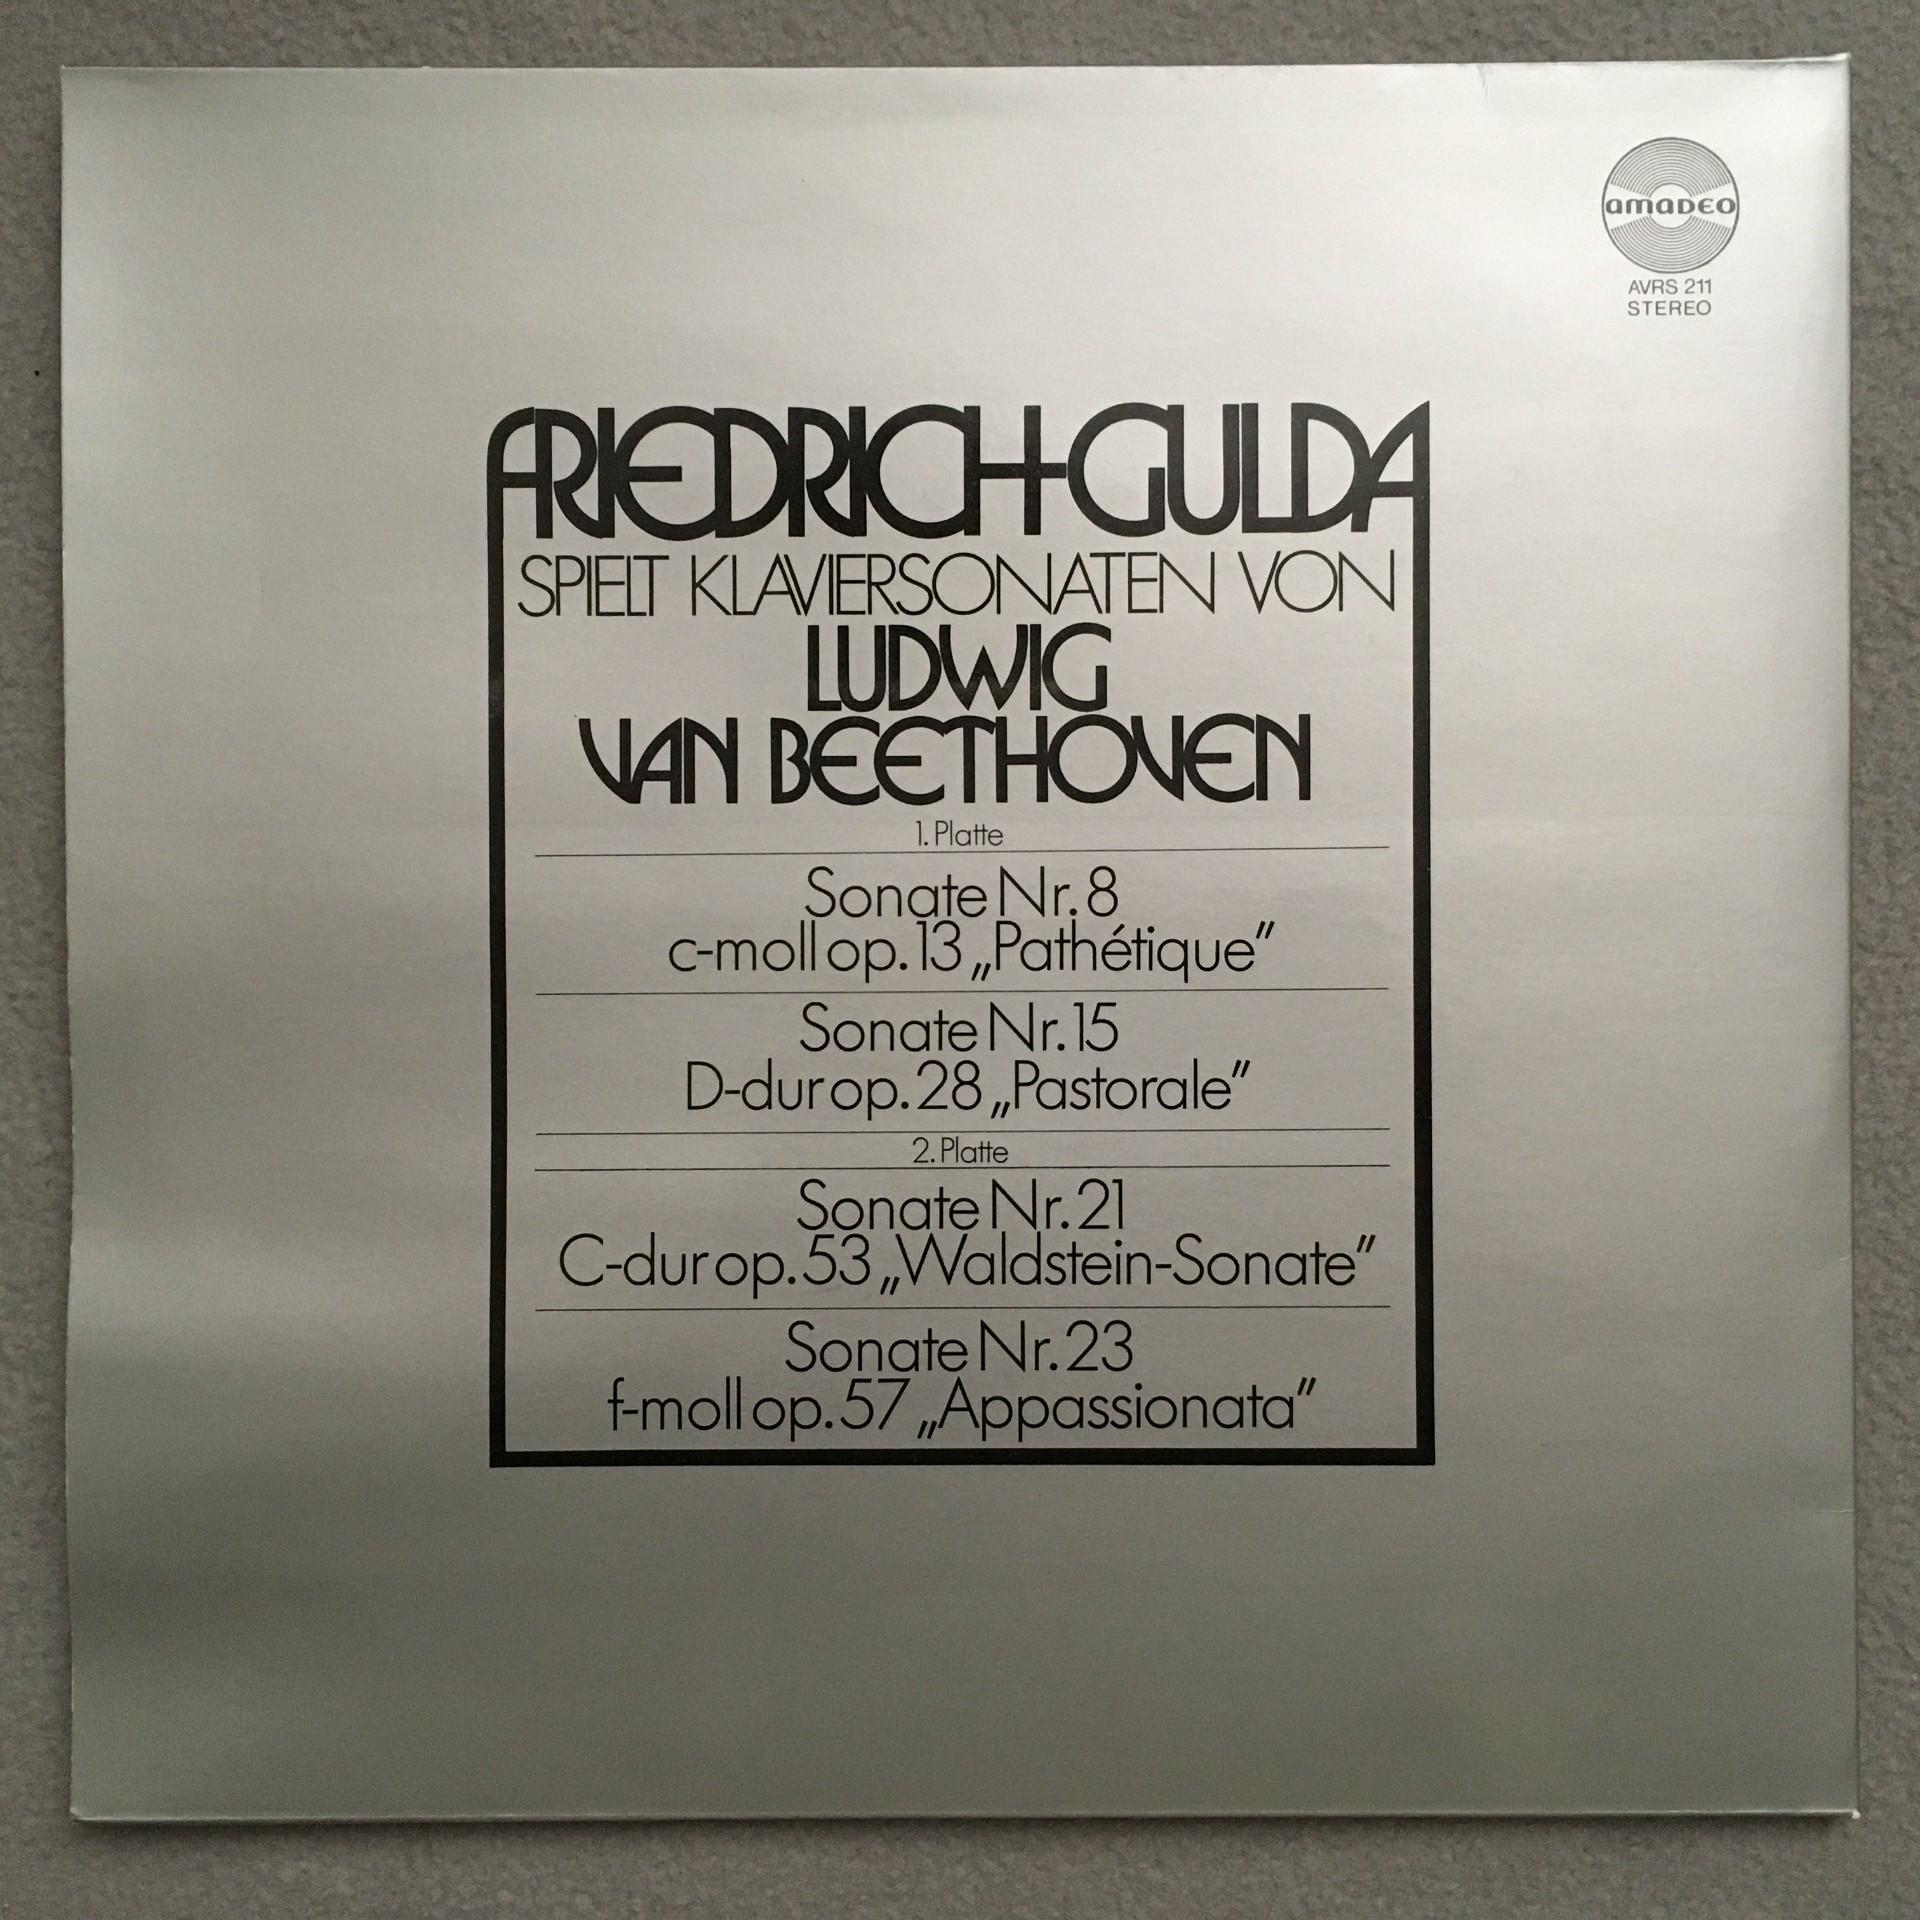 amadeo
AVRS 211
STEREO
FRIEDRICH GULDA
SPIELT KLAVIERSONATEN VON
LUDWIG
VAN BEETHOVEN
1. Platte
Sonate Nr. 8
c-moll op. 13 „Pathétique”
Sonate Nr. 15
D-dur op. 28 „Pastorale”
2. Platte
Sonate Nr. 21
C-dur op. 53 „Waldstein-Sonate”
Sonate Nr. 23
f-moll op. 57 „Appassionata”